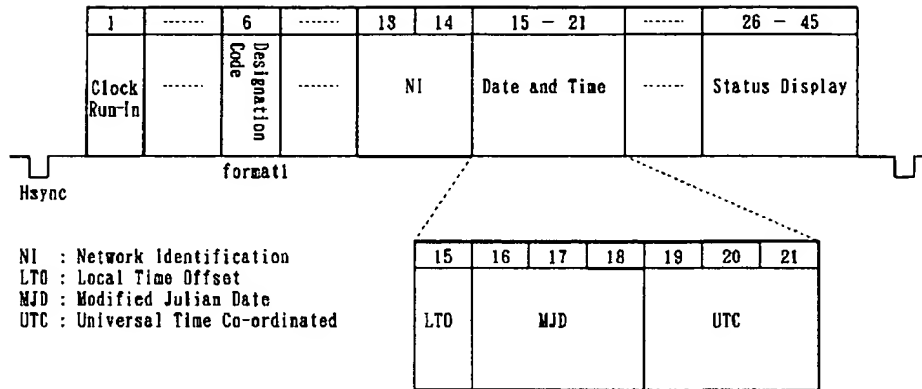 1 ------ 6 ------ 13 14 15 - 21 ------ 26 - 45
Clock Run-In ------ Designation Code ------ NI Date and Time ------ Status Display
format1
Hsync
NI : Network Identification
LTO : Local Time Offset
MJD : Modified Julian Date
UTC : Universal Time Co-ordinated
15 16 17 18 19 20 21
LTO MJD UTC